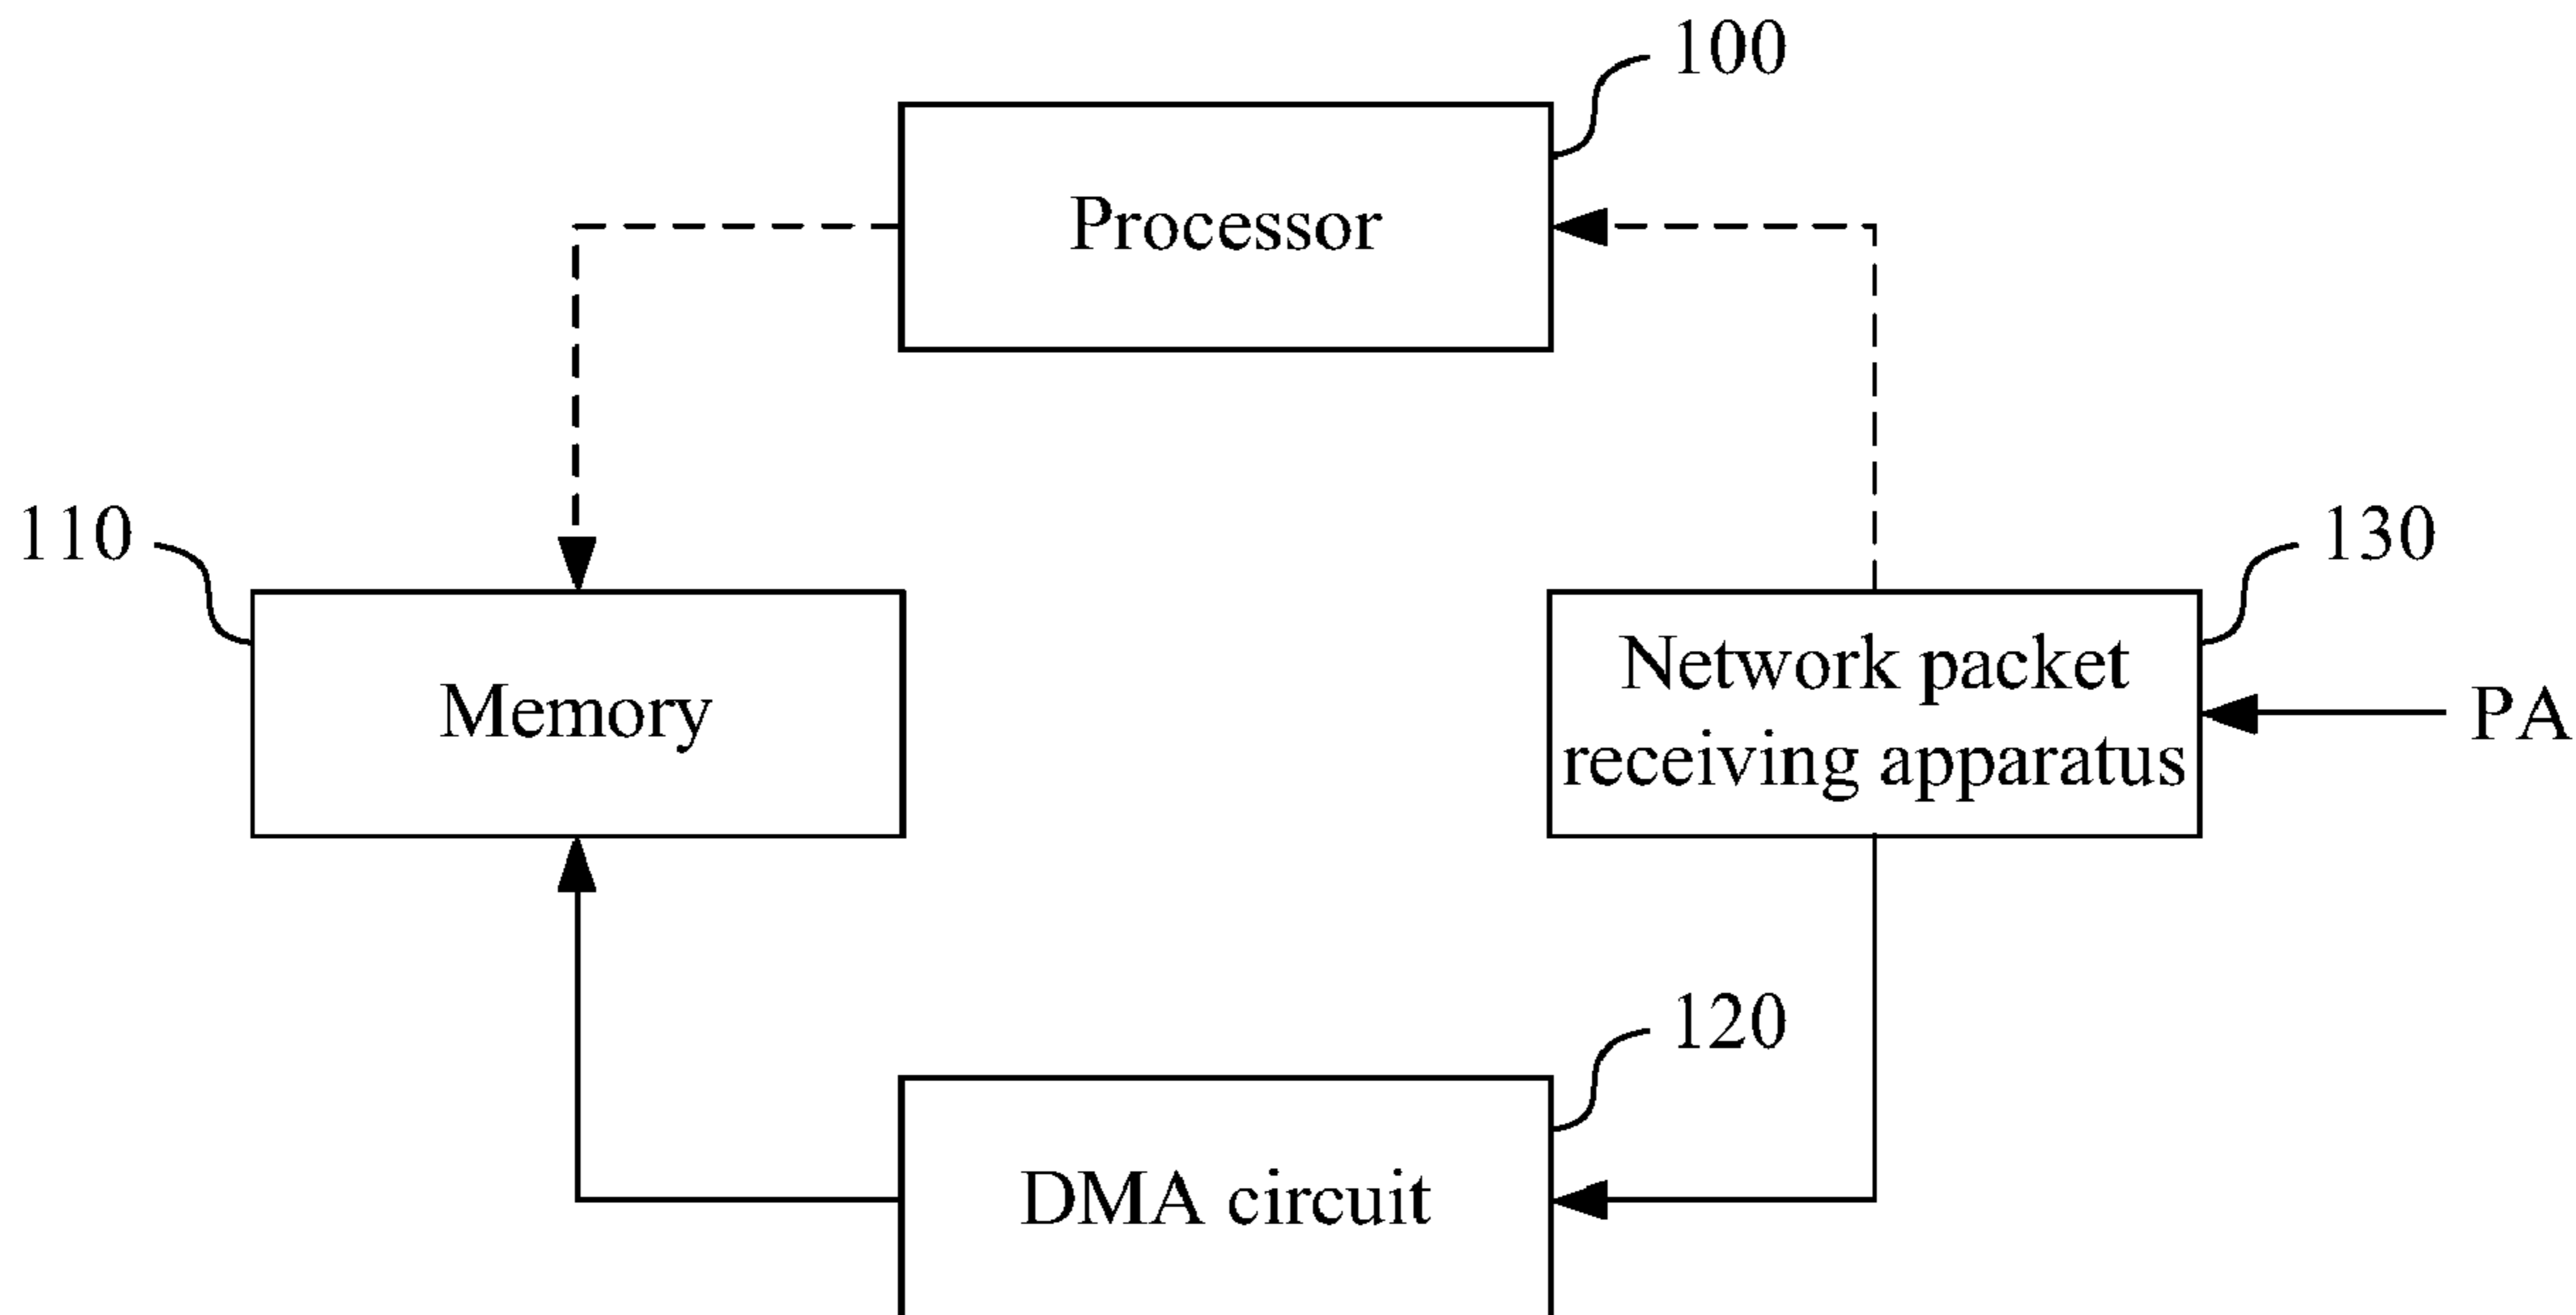 100
Processor
110
130
Memory
Network packet
receiving apparatus
PA
120
DMA circuit